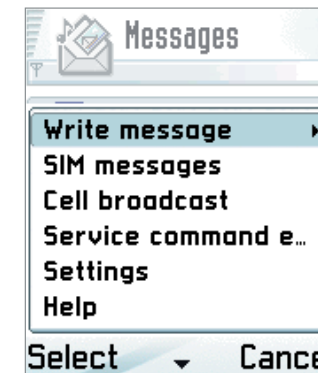 Messages
Write message
SIM messages
Cell broadcast
Service command e...
Settings
Help
Select Cance